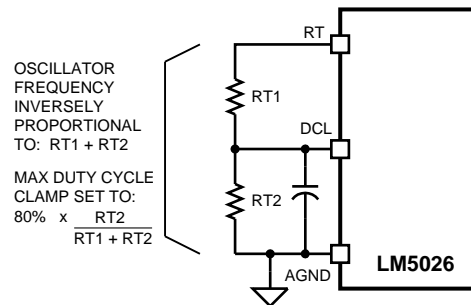 OSCILLATOR
FREQUENCY
INVERSELY
PROPORTIONAL
TO: RT1 + RT2
MAX DUTY CYCLE
CLAMP SET TO:
80% x RT2
RT1 + RT2
RT
RT1
DCL
RT2
AGND
LM5026